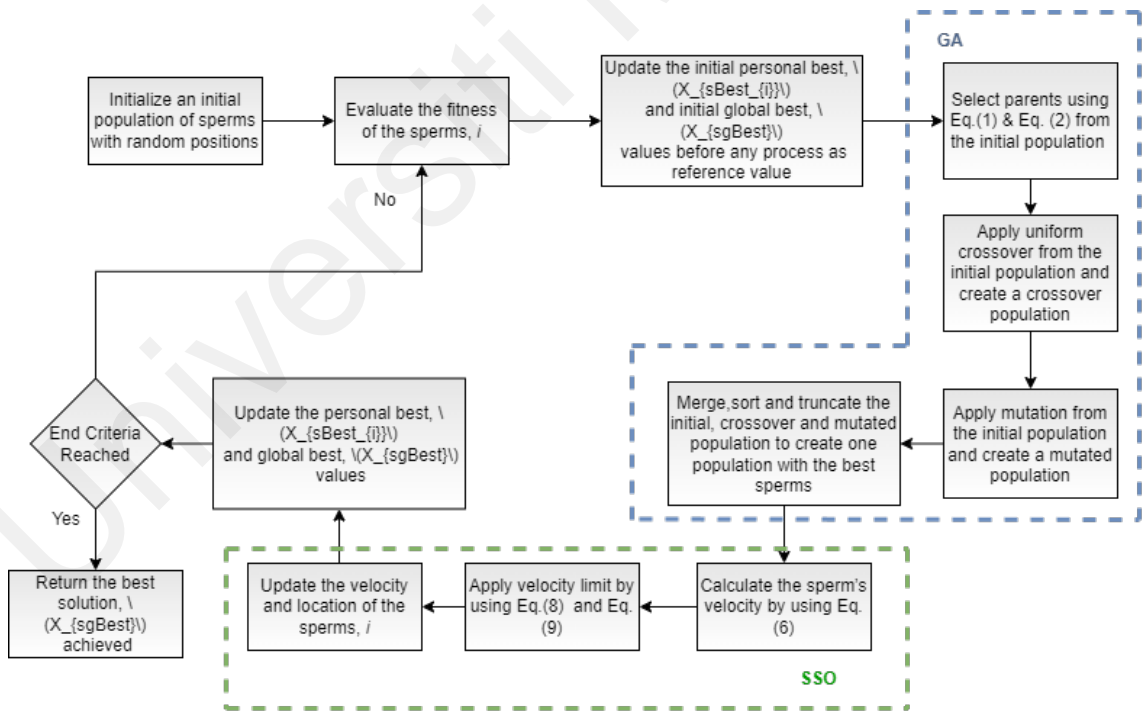 Initialize an initial
population of sperms
with random positions
Evaluate the fitness
of the sperms, i
Update the initial personal best, \
(X_{sBest_{i}}\)
and initial global best, \
(X_{sgBest}\)
values before any process as
reference value
GA
Select parents using
Eq.(1) & Eq. (2) from
the initial population
Apply uniform
crossover from the
initial population and
create a crossover
population
Apply mutation from
the initial population
and create a mutated
population
Merge,sort and truncate the
initial, crossover and mutated
population to create one
population with the best
sperms
Calculate the sperm's
velocity by using Eq.
(6)
Apply velocity limit by
using Eq.(8) and Eq.
(9)
Update the velocity
and location of the
sperms, i
SSO
Update the personal best, \
(X_{sBest_{i}}\)
and global best, \(X_{sgBest}\)
values
End Criteria
Reached
No
Yes
Return the best
solution, \
(X_{sgBest}\)
achieved
Universiti